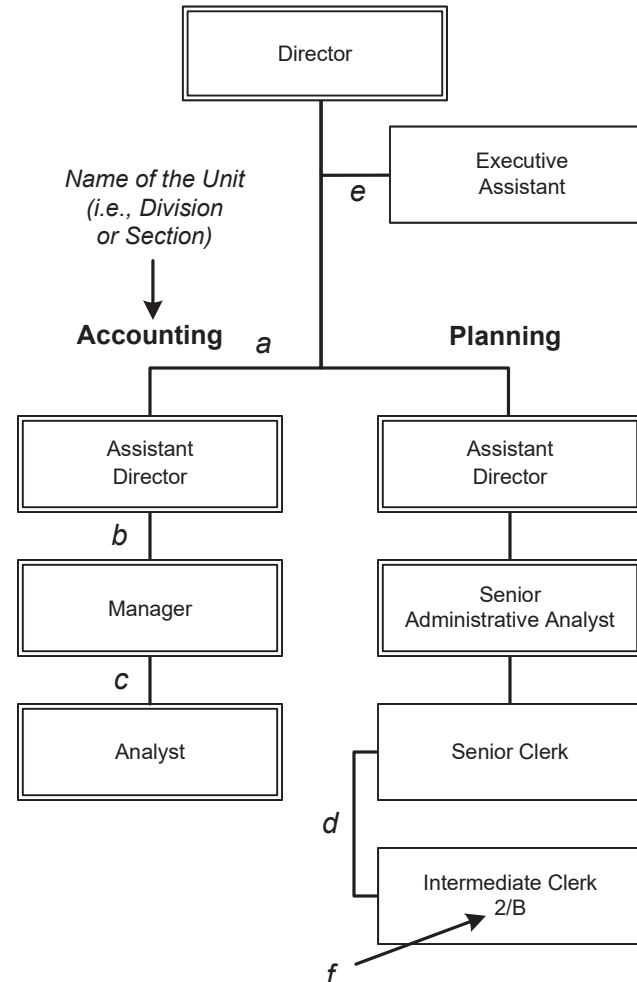 Director
Executive
Assistant
e
Name of the Unit
(i.e., Division
or Section)
Accounting
a
Planning
Assistant
Director
Assistant
Director
b
Manager
Senior
Administrative Analyst
c
Analyst
Senior Clerk
d
Intermediate Clerk
2/B
f